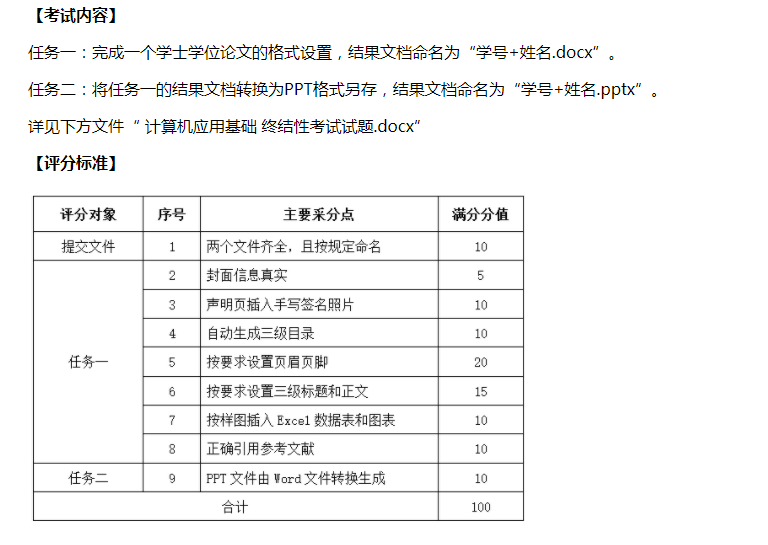 【考试内容】
任务一：完成一个学士学位论文的格式设置，结果文档命名为“学号+姓名.docx”。
任务二：将任务一的结果文档转换为PPT格式另存，结果文档命名为“学号+姓名.pptx”。
详见下方文件“ 计算机应用基础 终结性考试试题.docx”
【评分标准】
评分对象 序号 主要采分点 满分分值
提交文件 1 两个文件齐全，且按规定命名 10
2 封面信息真实 5
3 声明页插入手写签名照片 10
4 自动生成三级目录 10
任务一 5 按要求设置页眉页脚 20
6 按要求设置三级标题和正文 15
7 按样图插入 Excel 数据表和图表 10
8 正确引用参考文献 10
任务二 9 PPT 文件由 Word 文件转换生成 10
合计 100